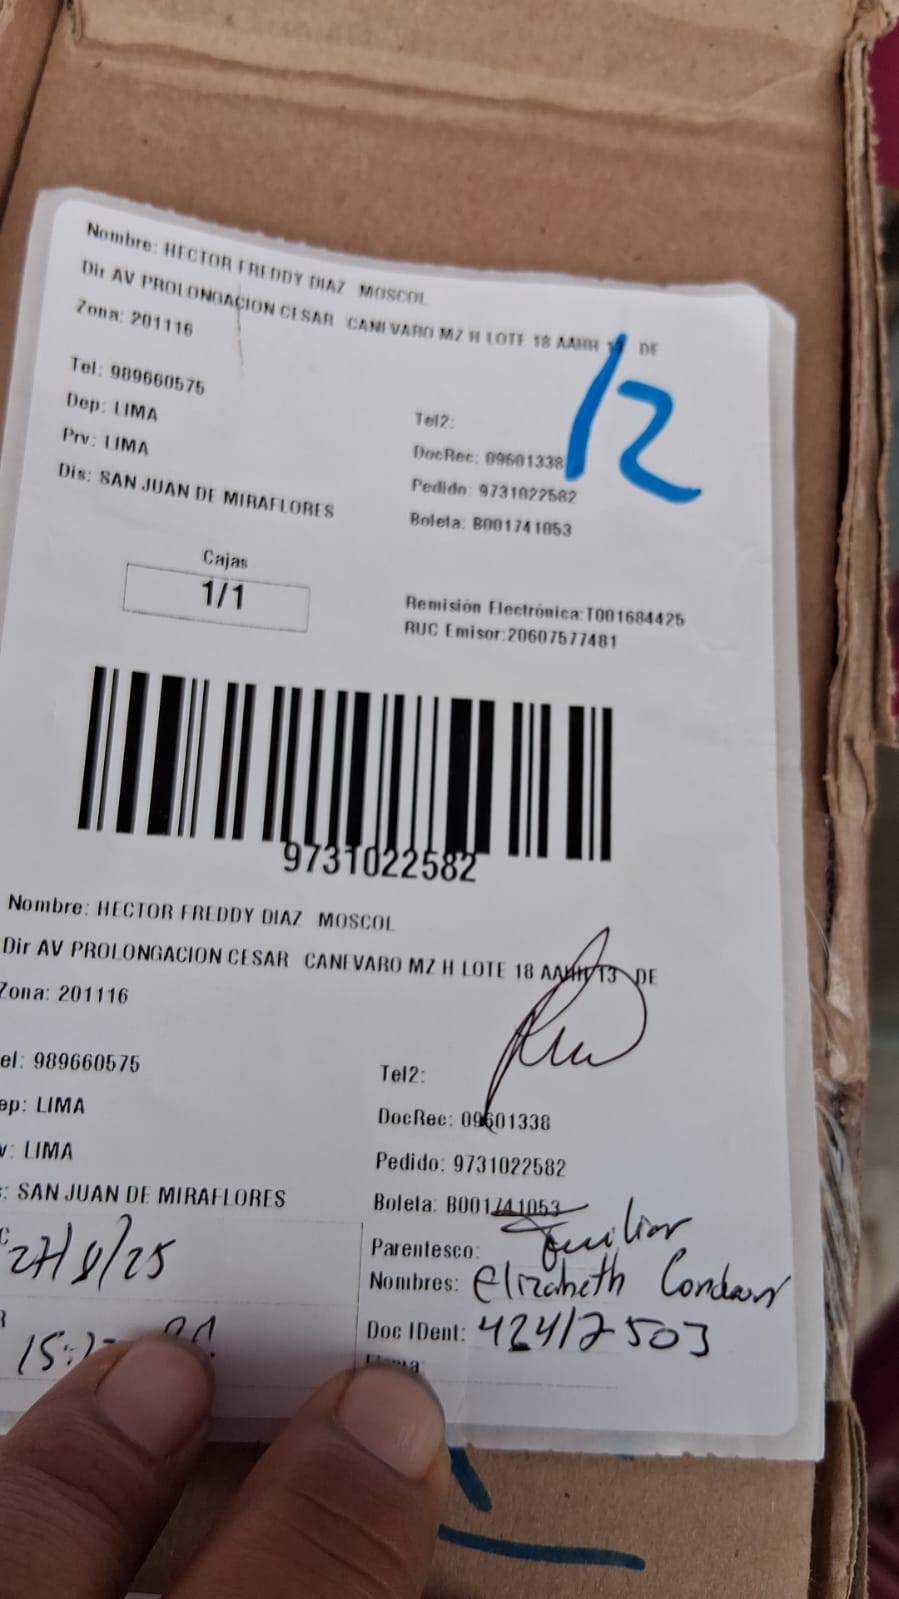 Nombre: HECTOR FREDDY DIAZ MOSCOL
Dir AV PROLONGACION CESAR CANEVARO MZ H LOTE 18 AAHH 13 DE
Zona: 201116
12
Tel: 989660575
Tel2:
Dep: LIMA
DocRec: 09601338
Prv: LIMA
Pedido: 9731022582
Dis: SAN JUAN DE MIRAFLORES
Boleta: B001741053
Cajas
1/1
Remisión Electrónica:T001684425
RUC Emisor:20607577481
9731022582
Nombre: HECTOR FREDDY DIAZ MOSCOL
Dir AV PROLONGACION CESAR CANEVARO MZ H LOTE 18 AAHH 13 DE
Zona: 201116
el: 989660575
Tel2:
ep: LIMA
DocRec: 09601338
v: LIMA
Pedido: 9731022582
: SAN JUAN DE MIRAFLORES
Boleta: B001741053
Parentesco: Familiar
Nombres: Elizabeth
Doc IDent: 42412503